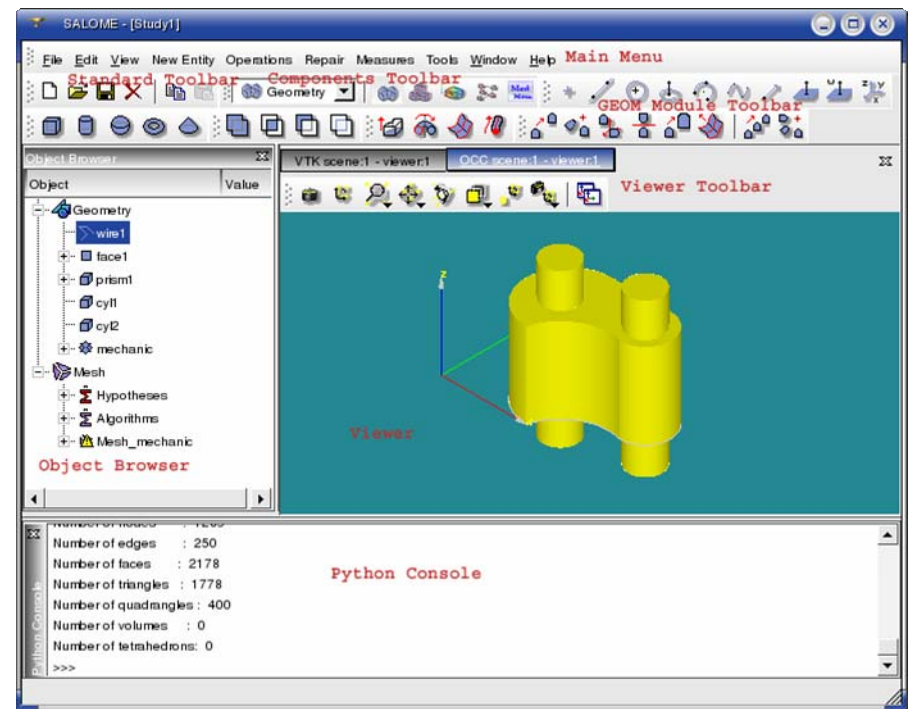 SALOME - [Study1]
File Edit View New Entity Operations Repair Measures Tools Window Help Main Menu
Standard Toolbar Components Toolbar
Geometry
GEOM Module Toolbar
Object Browser
VTK scene:1 - viewer:1 OCC scene:1 - viewer:1
Object Value
Viewer Toolbar
Geometry
wire1
face1
prism1
cyl1
cyl2
mechanic
Mesh
Hypotheses
Algorithms
Mesh_mechanic
Object Browser
z
Viewer
Number of nodes : 1265
Number of edges : 250
Number of faces : 2178
Number of triangles : 1778
Number of quadrangles : 400
Number of volumes : 0
Number of tetrahedrons: 0
>>>
Python Console
Python Console